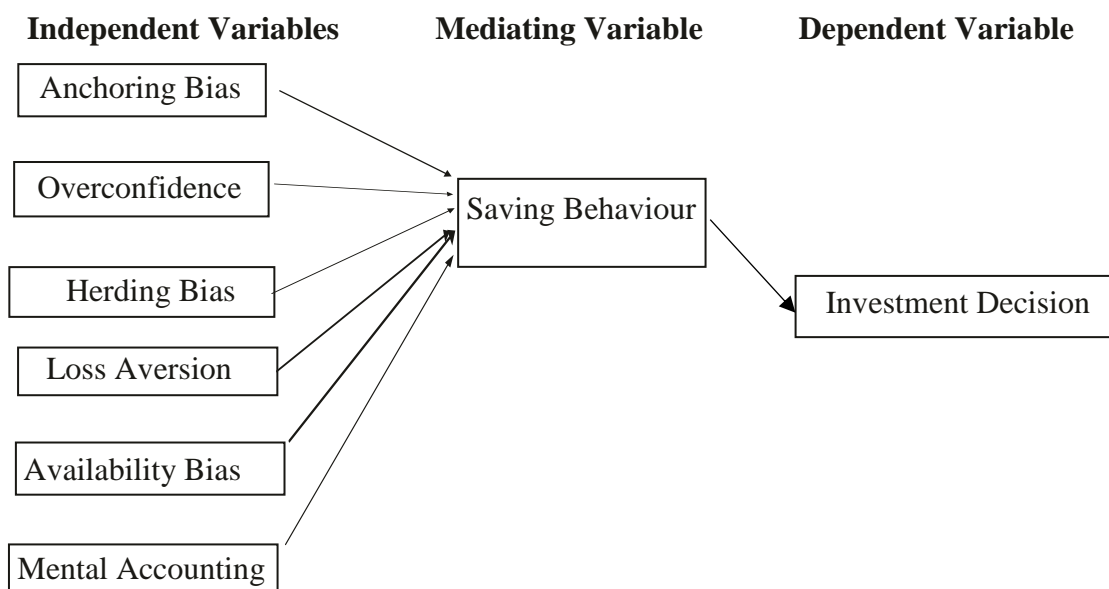 Independent Variables Mediating Variable Dependent Variable
Anchoring Bias
Overconfidence
Herding Bias
Loss Aversion
Availability Bias
Mental Accounting
Saving Behaviour
Investment Decision